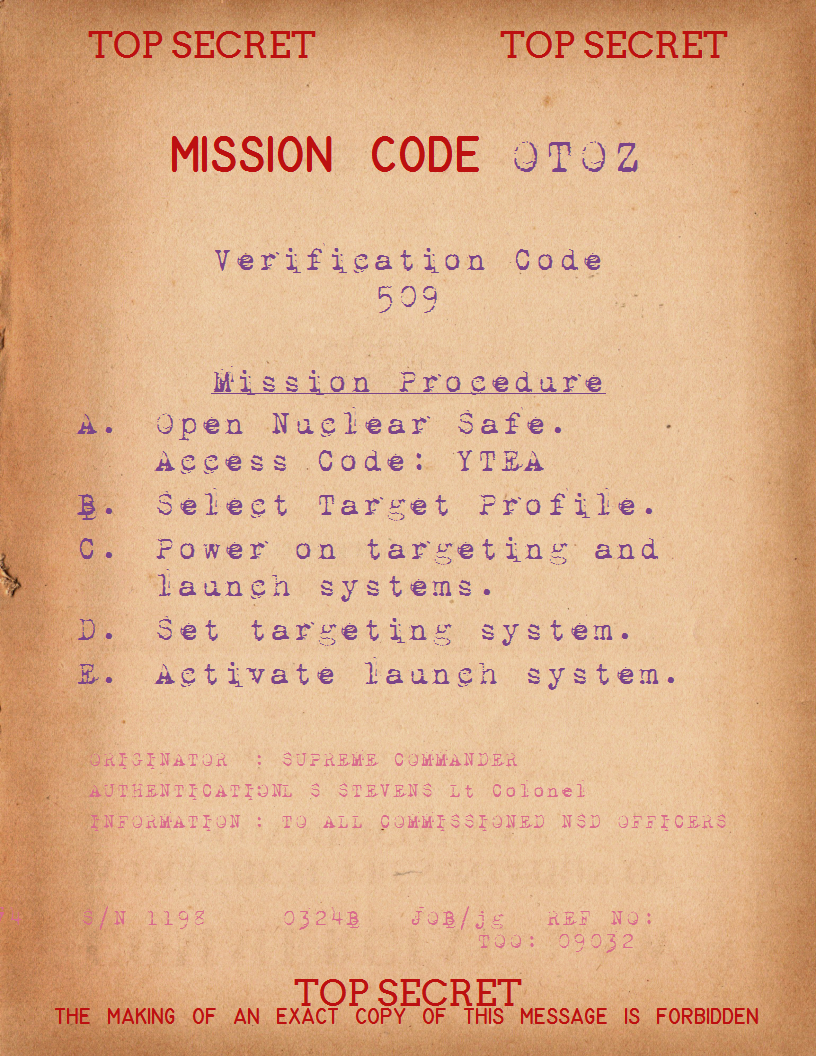 TOP SECRET TOP SECRET
MISSION CODE OTOZ
Verification Code
509
Mission Procedure
A. Open Nuclear Safe.
Access Code: YTEA
B. Select Target Profile.
C. Power on targeting and
launch systems.
D. Set targeting system.
E. Activate launch system.
ORIGINATOR : SUPREME COMMANDER
AUTHENTICATIONL S STEVENS Lt Colonel
INFORMATION : TO ALL COMMISSIONED NSD OFFICERS
S/N 1198 0324B JOB/jg REF NO:
TOO: 09032
TOP SECRET
THE MAKING OF AN EXACT COPY OF THIS MESSAGE IS FORBIDDEN